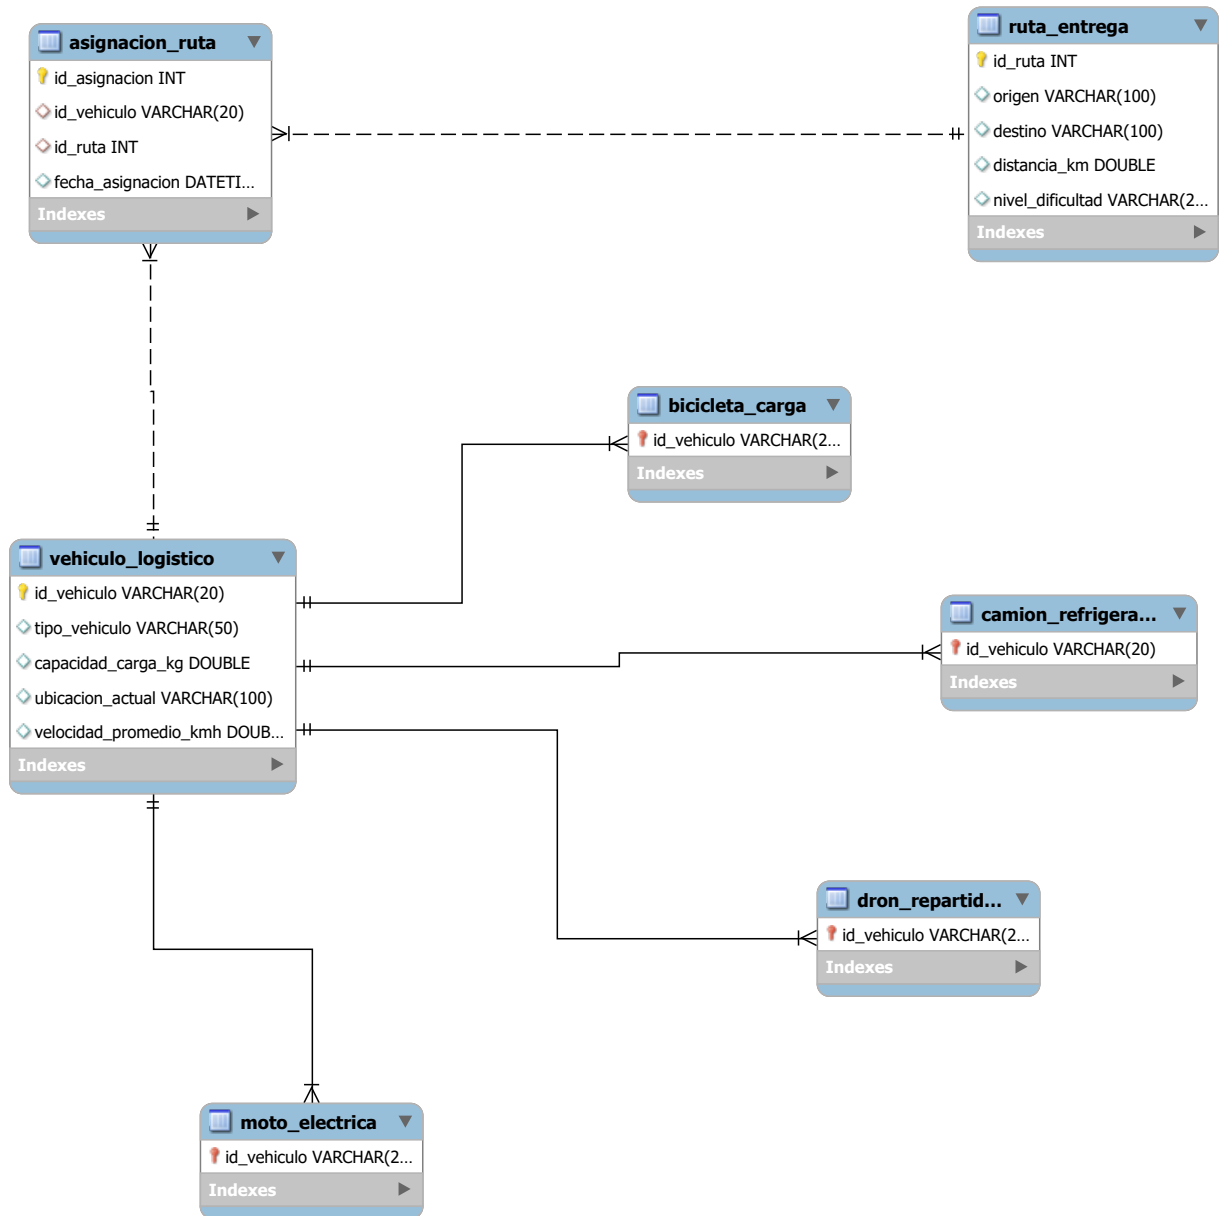 asignacion_ruta
id_asignacion INT
id_vehiculo VARCHAR(20)
id_ruta INT
fecha_asignacion DATETI...
Indexes
ruta_entrega
id_ruta INT
origen VARCHAR(100)
destino VARCHAR(100)
distancia_km DOUBLE
nivel_dificultad VARCHAR(2...
Indexes
bicicleta_carga
id_vehiculo VARCHAR(2...
Indexes
vehiculo_logistico
id_vehiculo VARCHAR(20)
tipo_vehiculo VARCHAR(50)
capacidad_carga_kg DOUBLE
ubicacion_actual VARCHAR(100)
velocidad_promedio_kmh DOUB...
Indexes
camion_refrigera...
id_vehiculo VARCHAR(20)
Indexes
dron_repartid...
id_vehiculo VARCHAR(2...
Indexes
moto_electrica
id_vehiculo VARCHAR(2...
Indexes